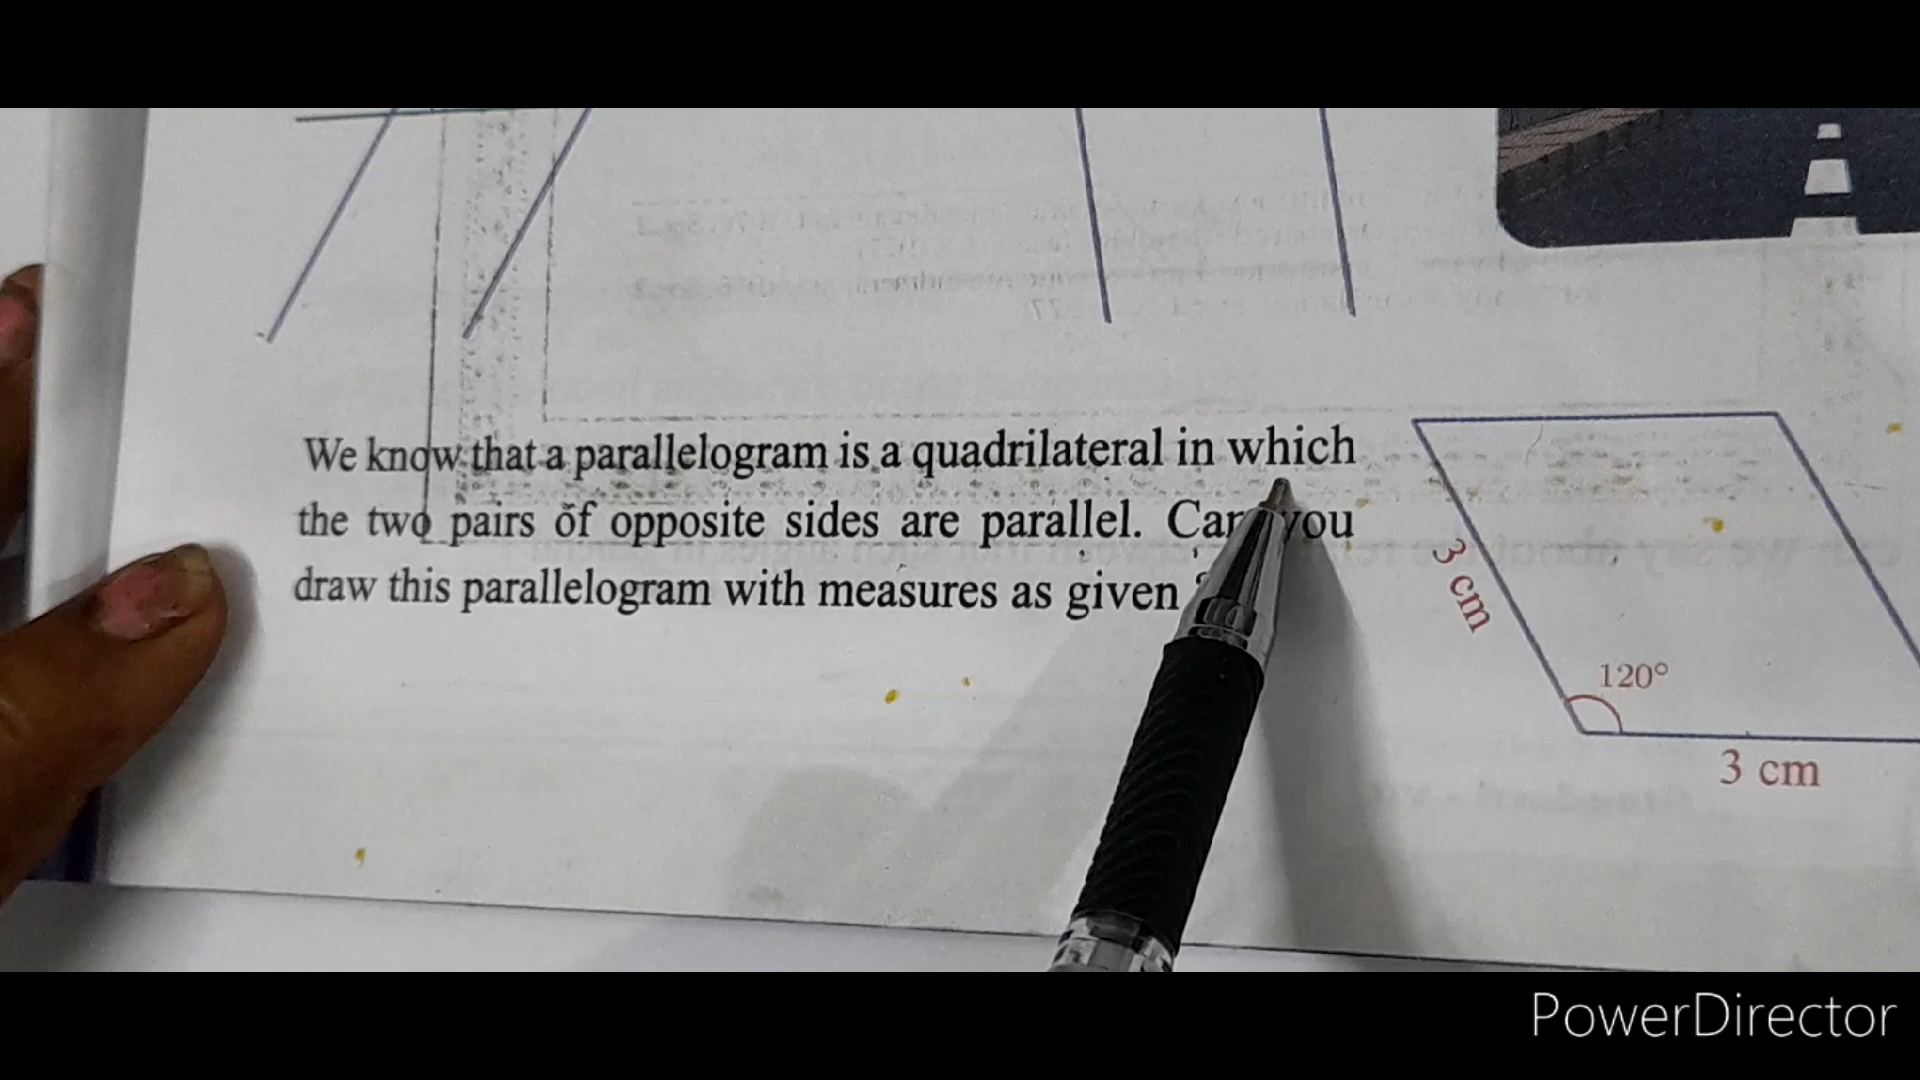 We know that a parallelogram is a quadrilateral in which
the two pairs of opposite sides are parallel. Can you
draw this parallelogram with measures as given
3 cm
120°
3 cm
PowerDirector